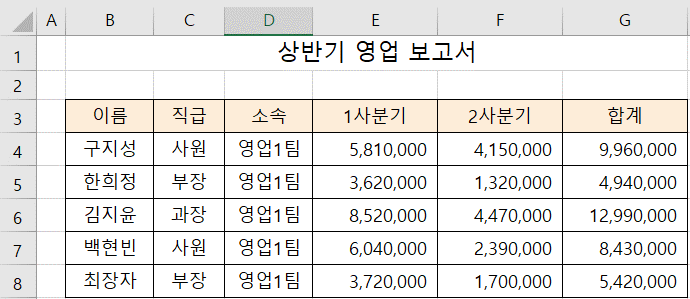 A B C D E F G
1 상반기 영업 보고서
2
3 이름 직급 소속 1사분기 2사분기 합계
4 구지성 사원 영업1팀 5,810,000 4,150,000 9,960,000
5 한희정 부장 영업1팀 3,620,000 1,320,000 4,940,000
6 김지윤 과장 영업1팀 8,520,000 4,470,000 12,990,000
7 백현빈 사원 영업1팀 6,040,000 2,390,000 8,430,000
8 최장자 부장 영업1팀 3,720,000 1,700,000 5,420,000